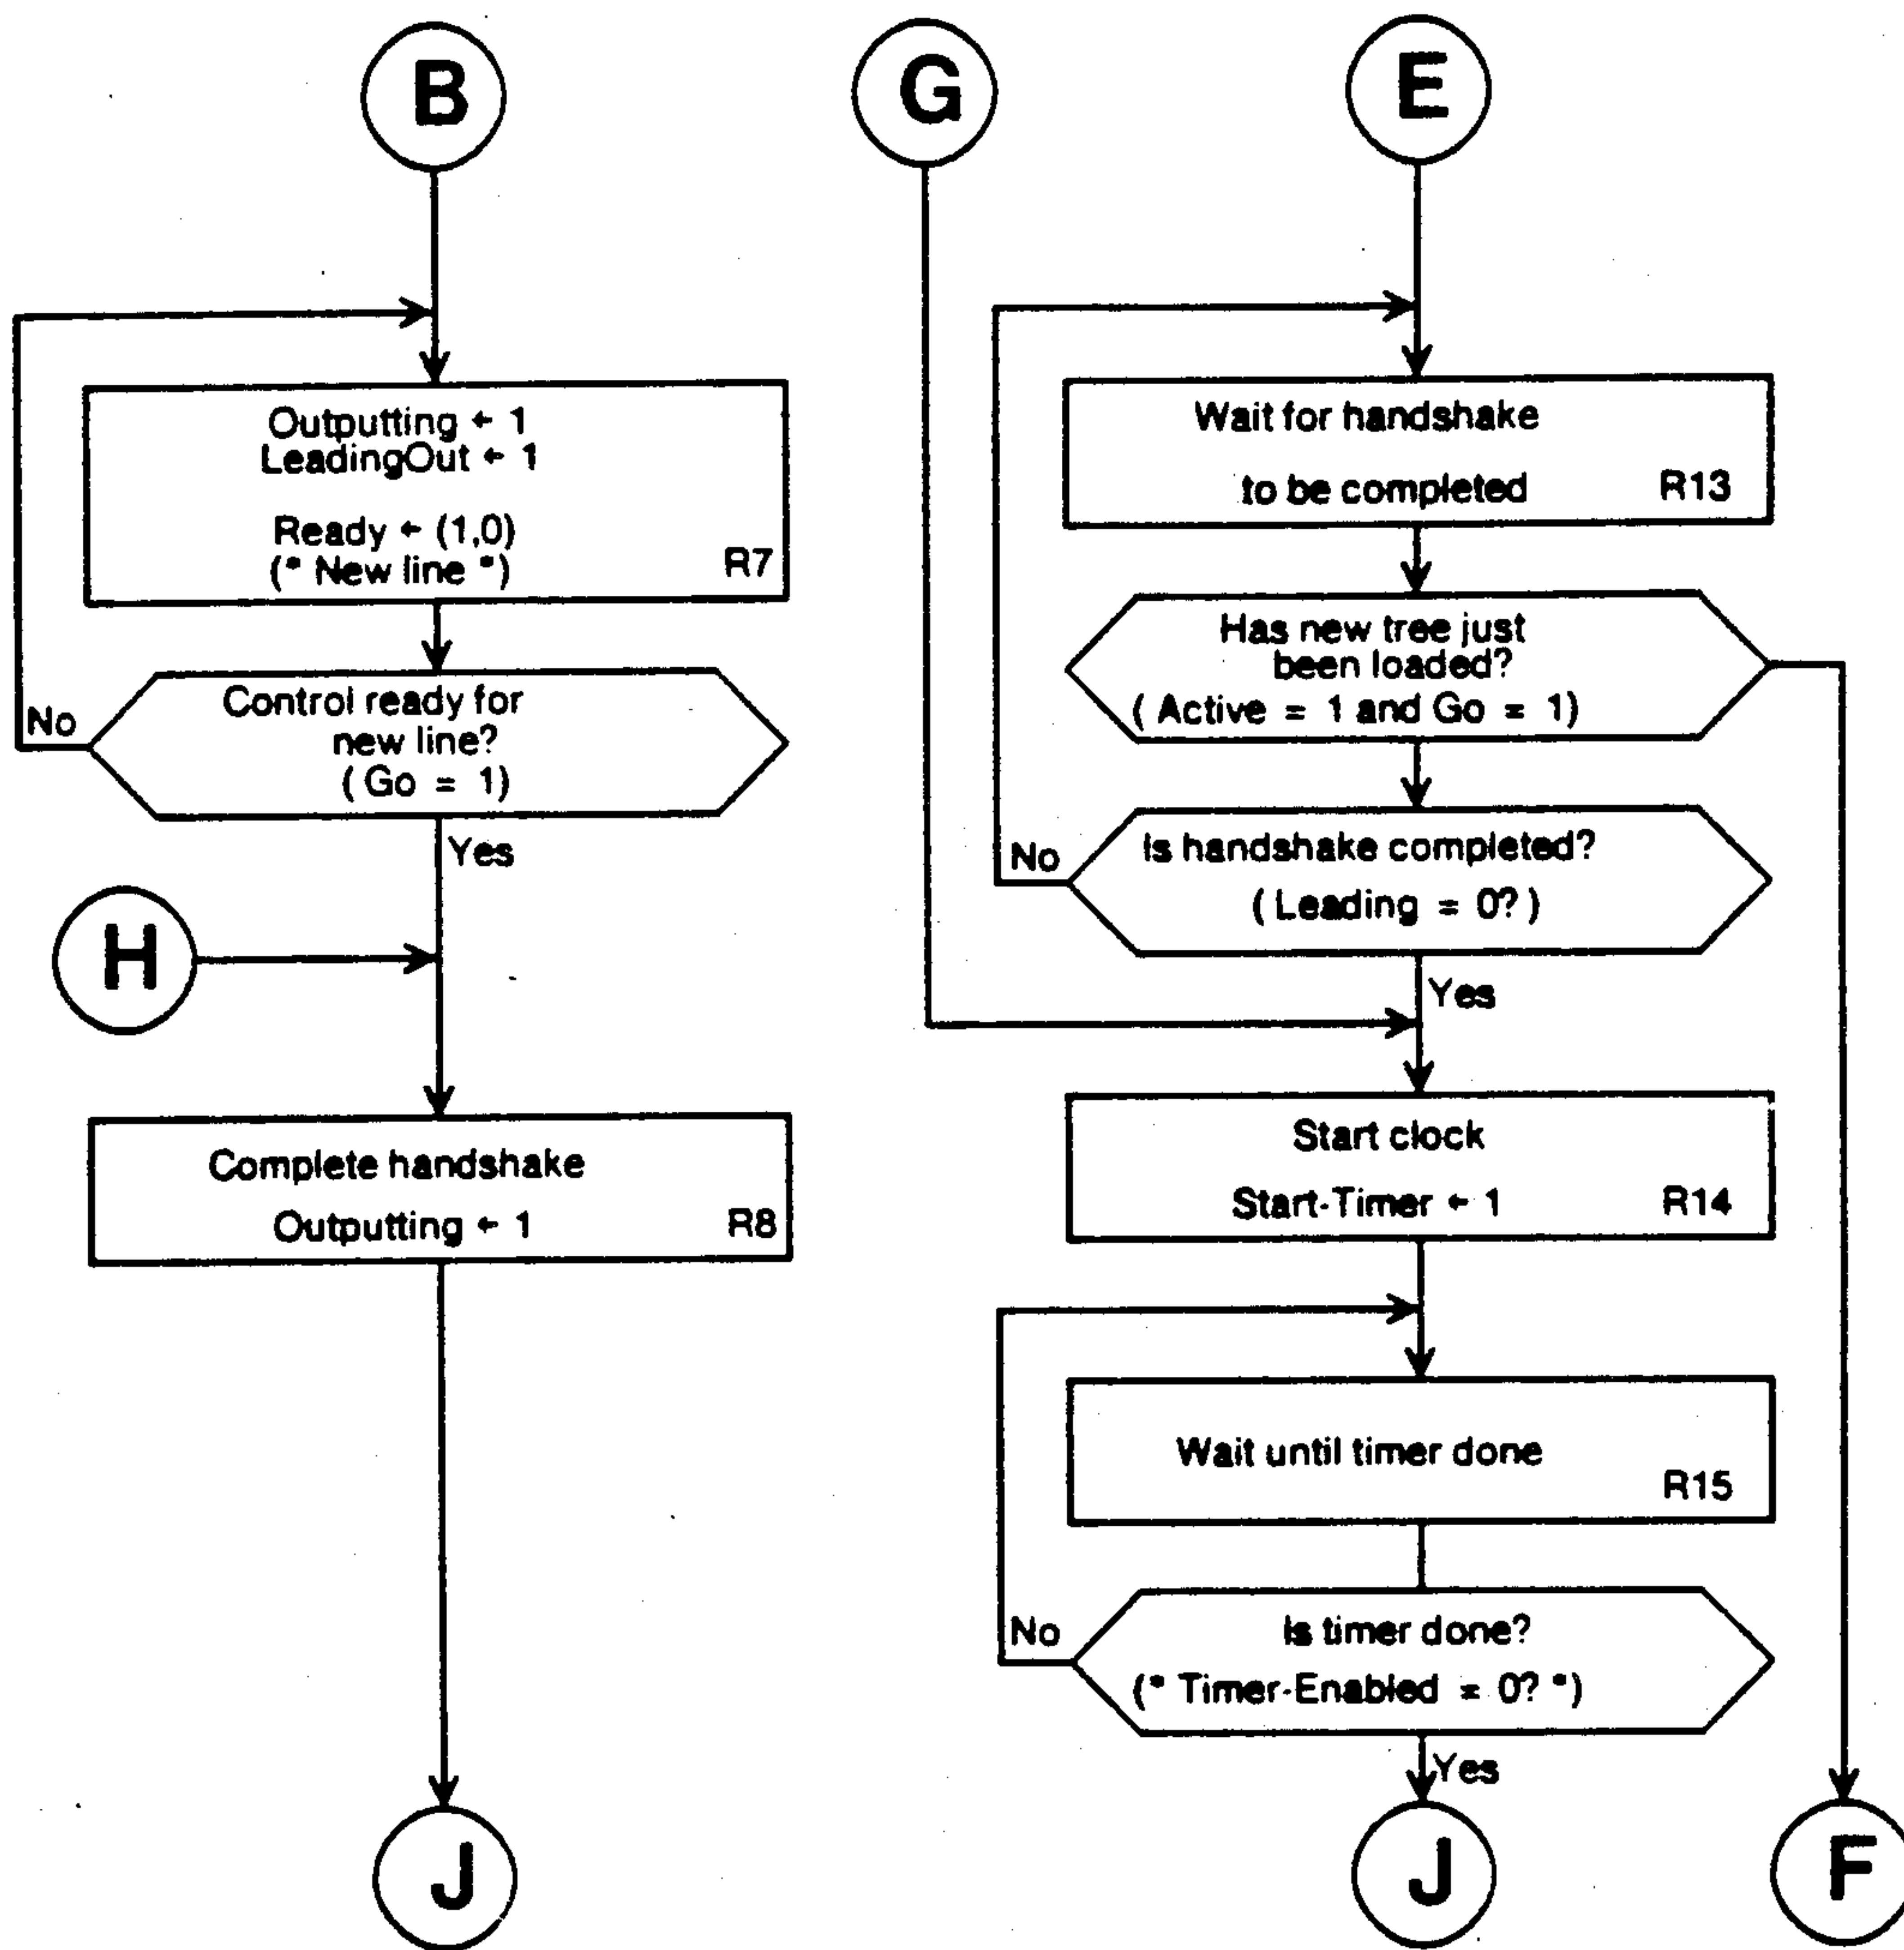 B
Outputting ← 1
LeadingOut ← 1
Ready ← (1,0)
(* New line *)
R7
Control ready for
new line?
( Go = 1)
No
Yes
H
Complete handshake
Outputting ← 1
R8
J
G
E
Wait for handshake
to be completed
R13
Has new tree just
been loaded?
( Active = 1 and Go = 1)
Is handshake completed?
( Leading = 0? )
No
Yes
Start clock
Start-Timer ← 1
R14
Wait until timer done
R15
Is timer done?
(* Timer-Enabled = 0? *)
No
Yes
J
F